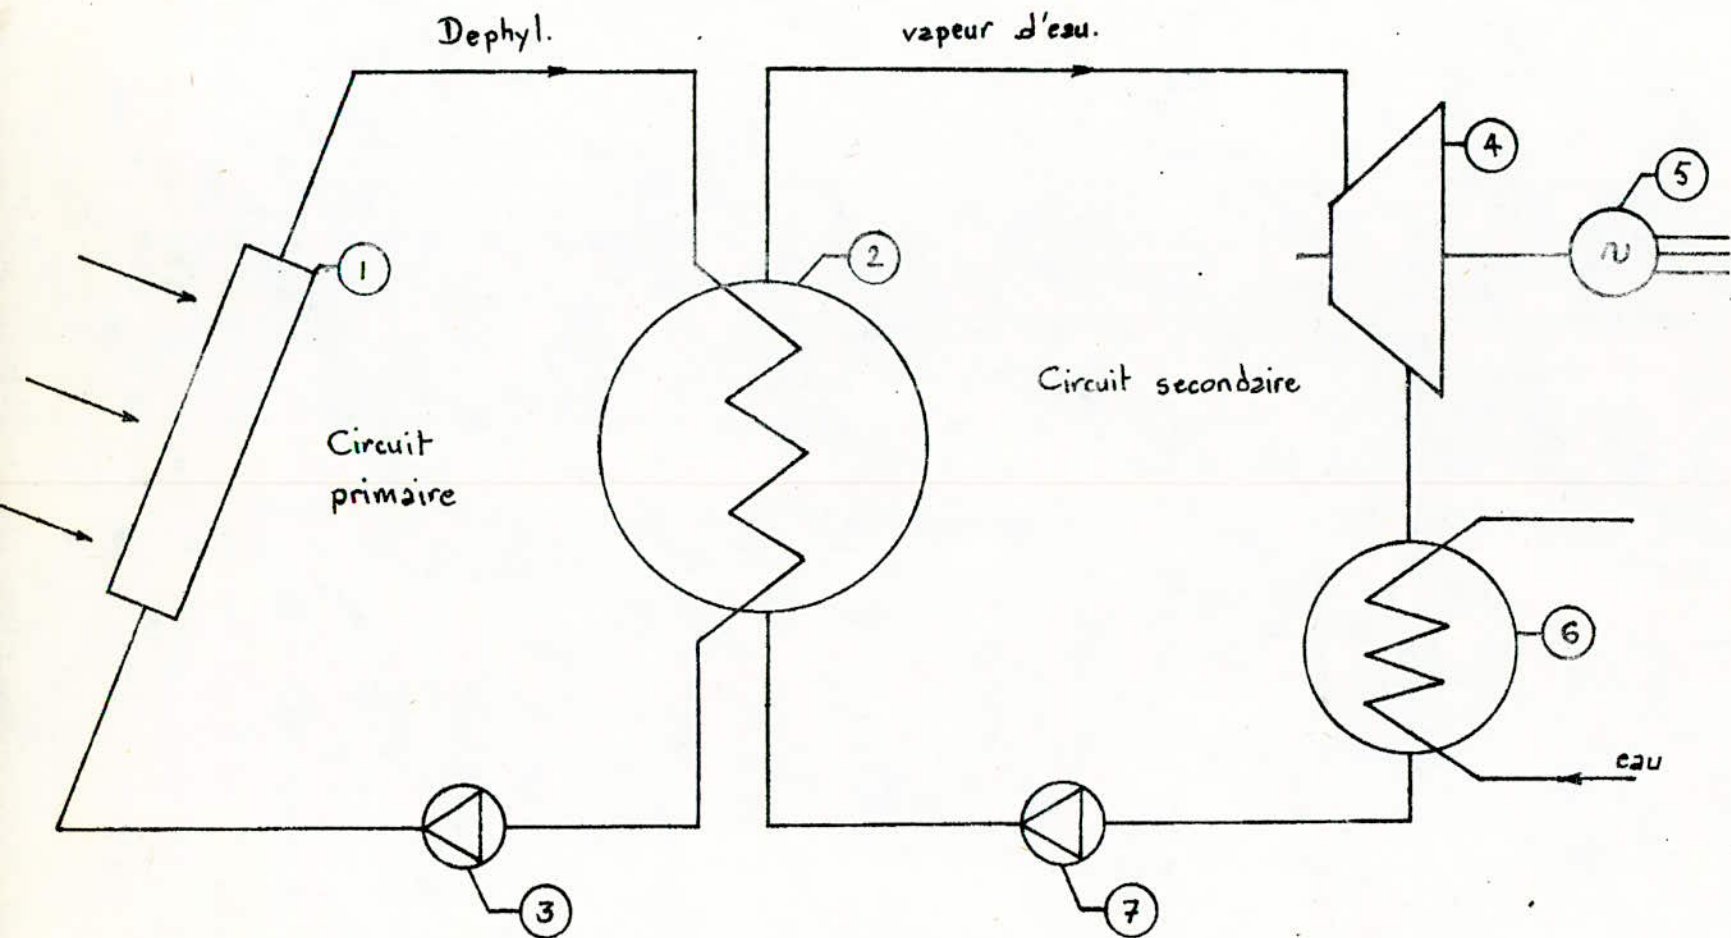 Dephyl.
vapeur d'eau.
4
5
1
2
N
Circuit secondaire
Circuit
primaire
6
eau
3
7